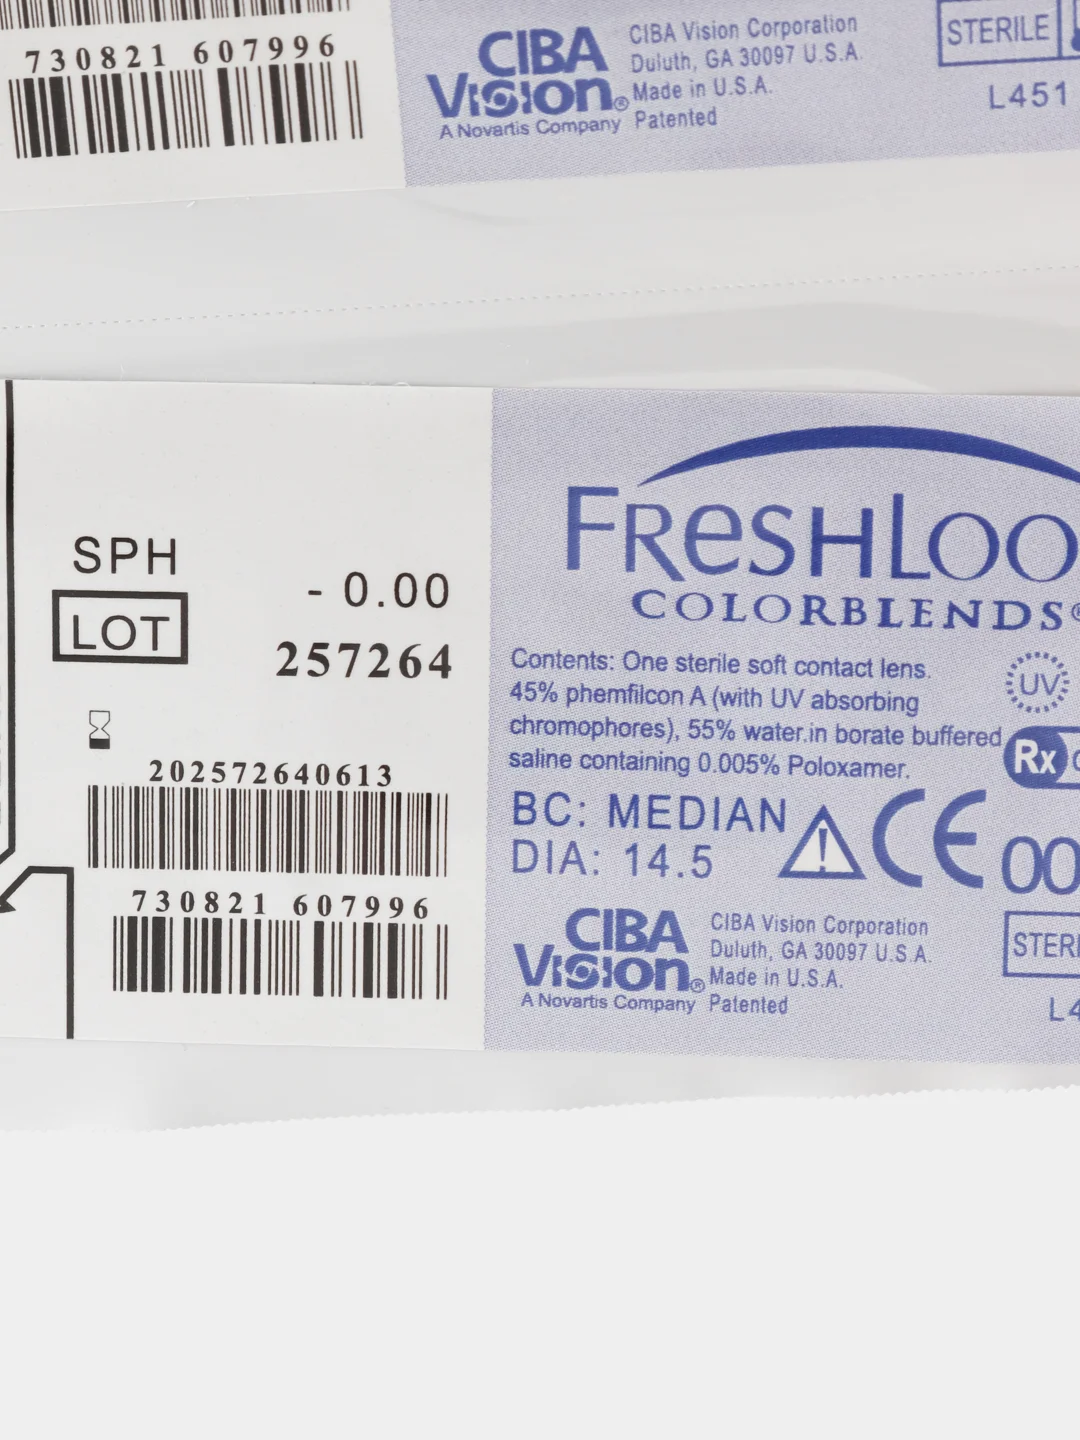 730821 607996
CIBA
VISION®
A Novartis Company
CIBA Vision Corporation
Duluth, GA 30097 U.S.A.
Made in U.S.A.
Patented
STERILE
L451
SPH
- 0.00
LOT
257264
202572640613
730821 607996
FRESHLOO
COLORBLENDS®
Contents: One sterile soft contact lens.
45% phemfilcon A (with UV absorbing
chromophores), 55% water.in borate buffered
saline containing 0.005% Poloxamer.
UV
Rx
BC: MEDIAN
DIA: 14.5
CE
00
CIBA
VISION®
A Novartis Company
CIBA Vision Corporation
Duluth, GA 30097 U.S.A.
Made in U.S.A.
Patented
STERI
L4